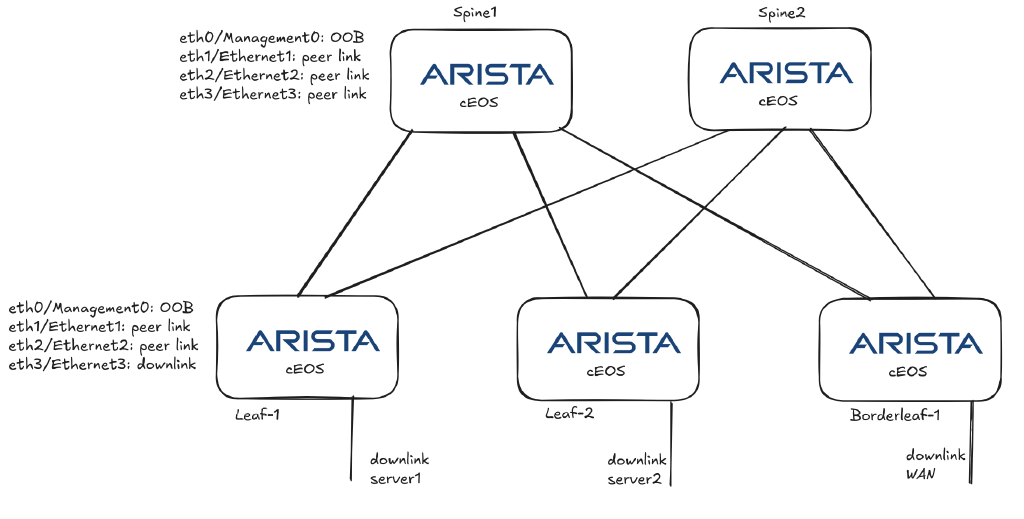 Spine1
Spine2
eth0/Management0: OOB
eth1/Ethernet1: peer link
eth2/Ethernet2: peer link
eth3/Ethernet3: peer link
ARISTA
cEOS
ARISTA
cEOS
eth0/Management0: OOB
eth1/Ethernet1: peer link
eth2/Ethernet2: peer link
eth3/Ethernet3: downlink
ARISTA
cEOS
ARISTA
cEOS
ARISTA
cEOS
Leaf-1
Leaf-2
Borderleaf-1
downlink
server1
downlink
server2
downlink
WAN